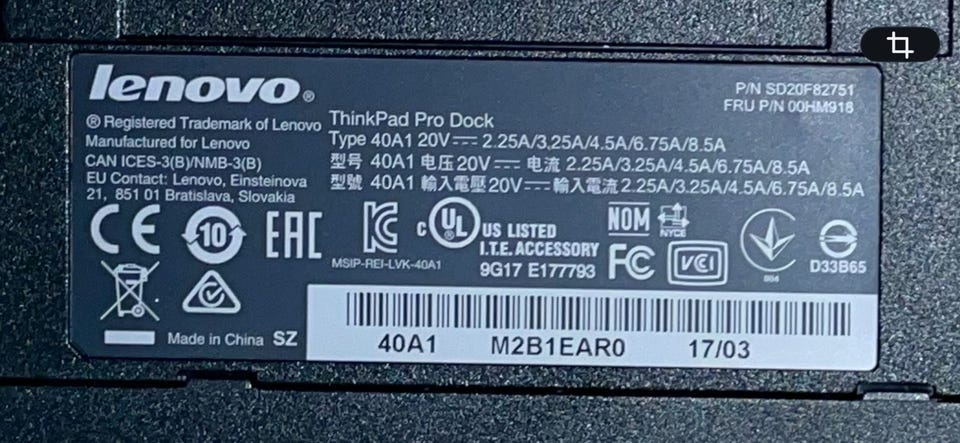 lenovo®
P/N SD20F82751
FRU P/N 00HM918
® Registered Trademark of Lenovo
Manufactured for Lenovo
CAN ICES-3(B)/NMB-3(B)
EU Contact: Lenovo, Einsteinova
21, 851 01 Bratislava, Slovakia
ThinkPad Pro Dock
Type 40A1 20V⎓ 2.25A/3.25A/4.5A/6.75A/8.5A
型号 40A1 电压20V⎓ 电流 2.25A/3.25A/4.5A/6.75A/8.5A
型號 40A1 輸入電壓20V⎓輸入電流2.25A/3.25A/4.5A/6.75A/8.5A
CE 10 EAC
MSIP-REI-LVK-40A1
c UL ® US LISTED
I.T.E. ACCESSORY
9G17 E177793
NOM NYCE
FC VCI
D33B65
Made in China SZ
40A1 M2B1EAR0 17/03